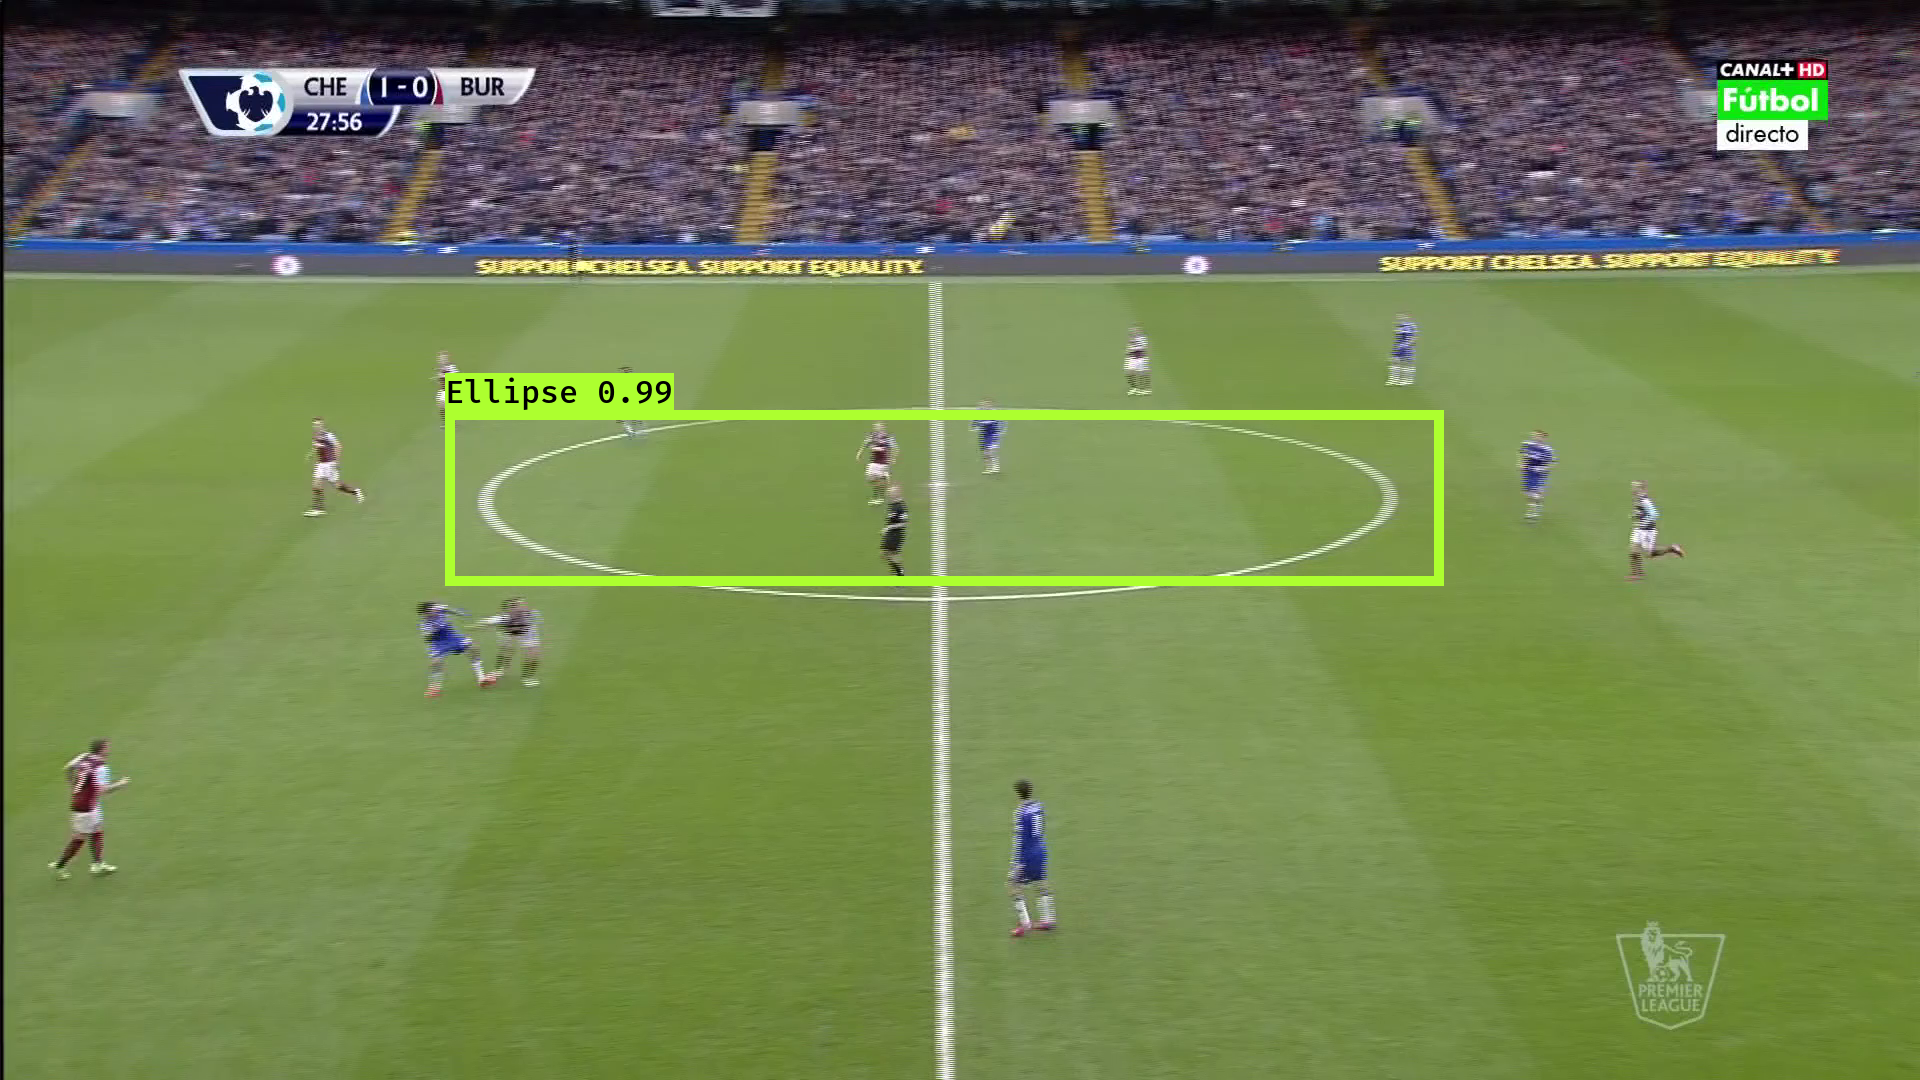 CHE 1-0 BUR
27:56
CANAL+ HD
Fútbol
directo
SUPPORT CHELSEA. SUPPORT EQUALITY.
SUPPORT CHELSEA. SUPPORT EQUALITY.
Ellipse 0.99
PREMIER
LEAGUE